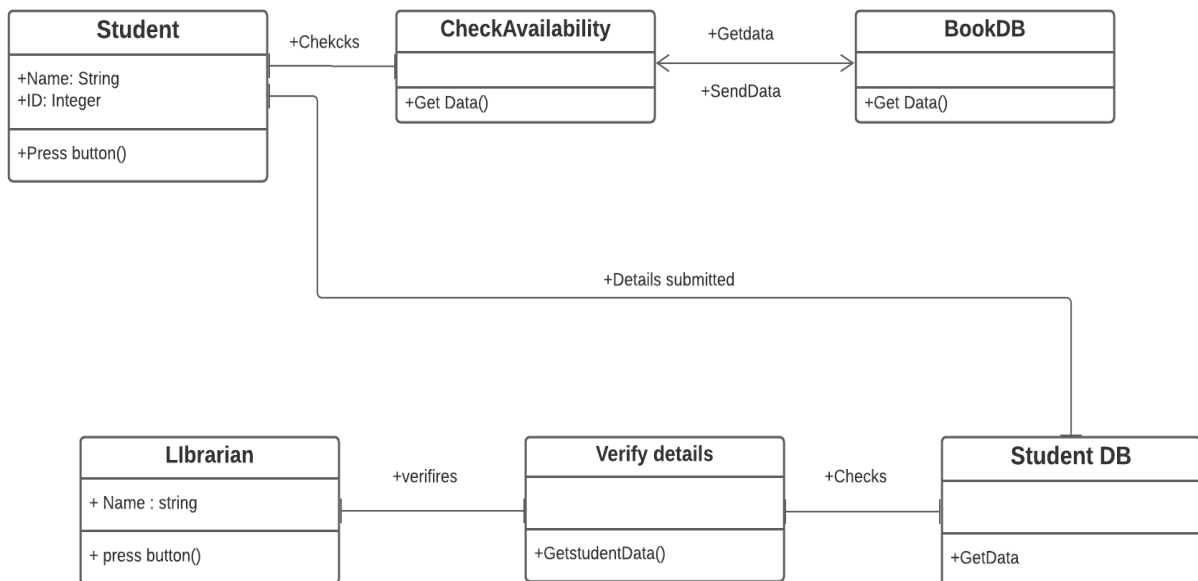 Student
+Name: String
+ID: Integer
+Press button()
+Chekcks
CheckAvailability
+Get Data()
+Getdata
+SendData
BookDB
+Get Data()
+Details submitted
LIbrarian
+ Name : string
+ press button()
+verifires
Verify details
+GetstudentData()
+Checks
Student DB
+GetData